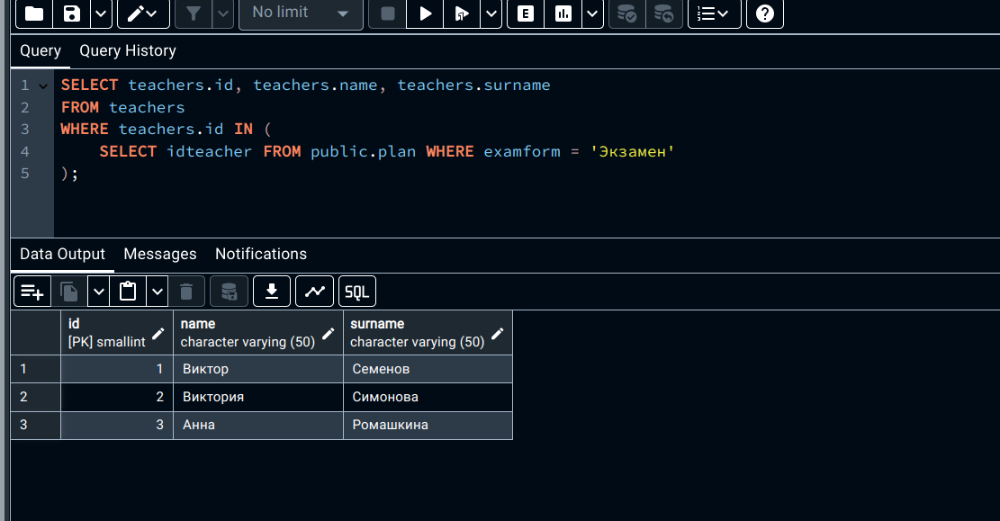 No limit
E
?
Query Query History
1 SELECT teachers.id, teachers.name, teachers.surname
2 FROM teachers
3 WHERE teachers.id IN (
4 SELECT idteacher FROM public.plan WHERE examform = 'Экзамен'
5 );
Data Output Messages Notifications
SQL
id name surname
[PK] smallint character varying (50) character varying (50)
1 1 Виктор Семенов
2 2 Виктория Симонова
3 3 Анна Ромашкина